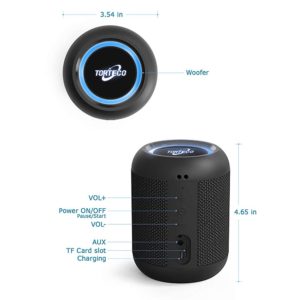 3.54 in
TORTECO
Woofer
TORTECO
VOL+
4.65 in
Power ON/OFF
Pause/Start
VOL-
AUX
TF Card slot
Charging